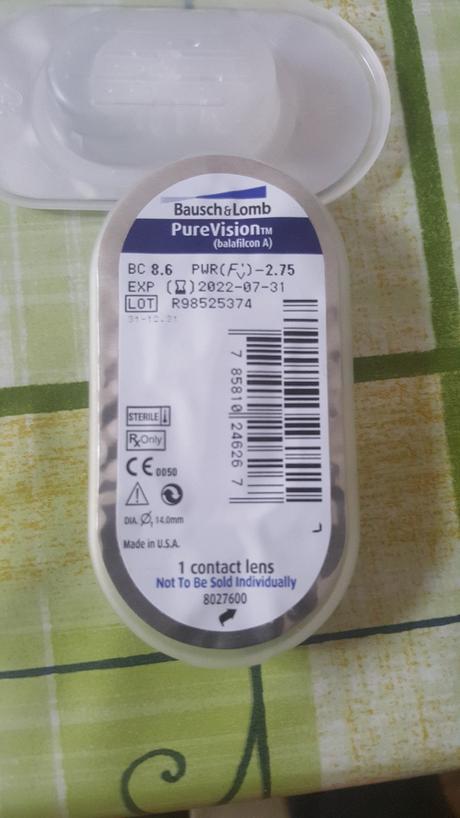 Bausch & Lomb
PureVision™
(balafilcon A)
BC 8.6 PWR(F'v)-2.75
EXP (⌛)2022-07-31
LOT R98525374
31-12-21
7 85810 24626 7
STERILE
Rx Only
CE 0050
DIA. Ø, 14.0mm
Made in U.S.A.
1 contact lens
Not To Be Sold Individually
8027600